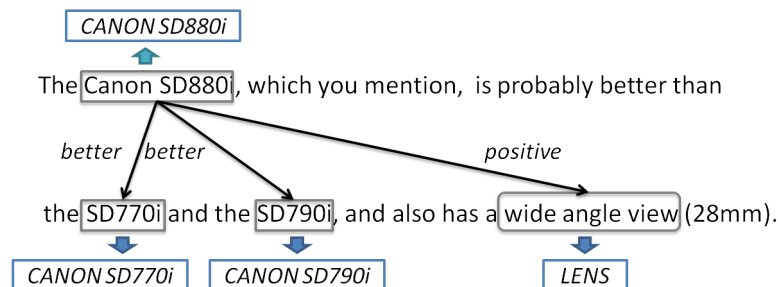 CANON SD880i
The Canon SD880i, which you mention, is probably better than
better better positive
the SD770i and the SD790i, and also has a wide angle view (28mm).
CANON SD770i CANON SD790i LENS